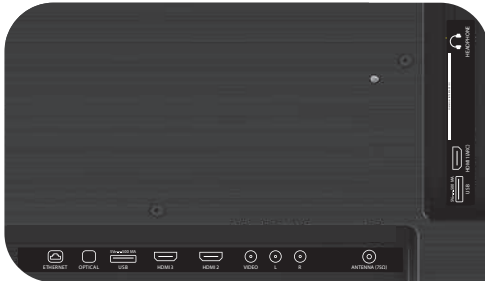 HEADPHONE
HDMI 1(ARC)
USB
ETHERNET
OPTICAL
USB
HDMI 3
HDMI 2
VIDEO
L
R
ANTENNA (75Ω)